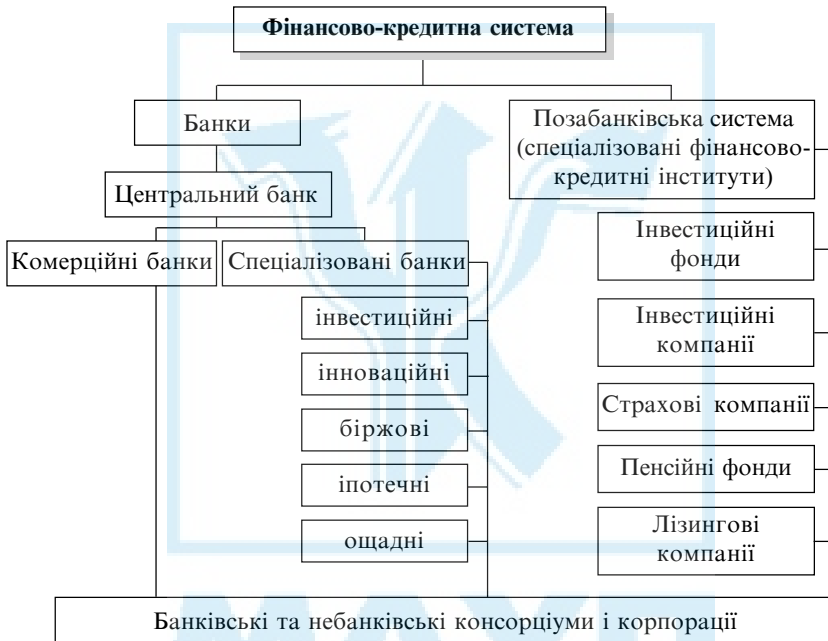 Фінансово-кредитна система
Банки
Позабанківська система
(спеціалізовані фінансово-
кредитні інститути)
Центральний банк
Комерційні банки
Спеціалізовані банки
Інвестиційні
фонди
інвестиційні
Інвестиційні
компанії
інноваційні
Страхові компанії
біржові
Пенсійні фонди
іпотечні
Лізингові
компанії
ощадні
Банківські та небанківські консорціуми і корпорації